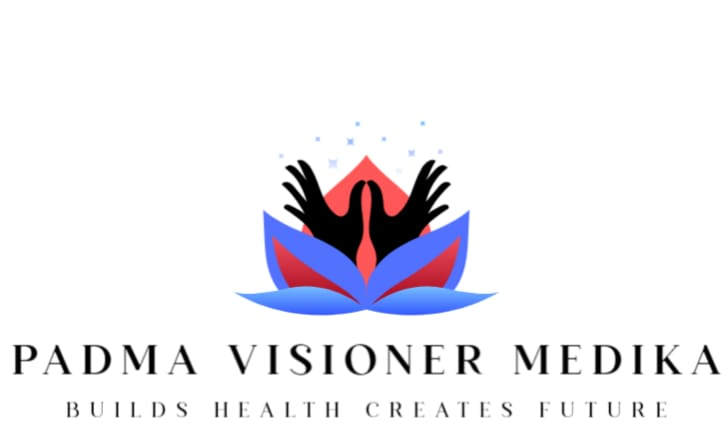 PADMA VISIONER MEDIKA
BUILDS HEALTH CREATES FUTURE